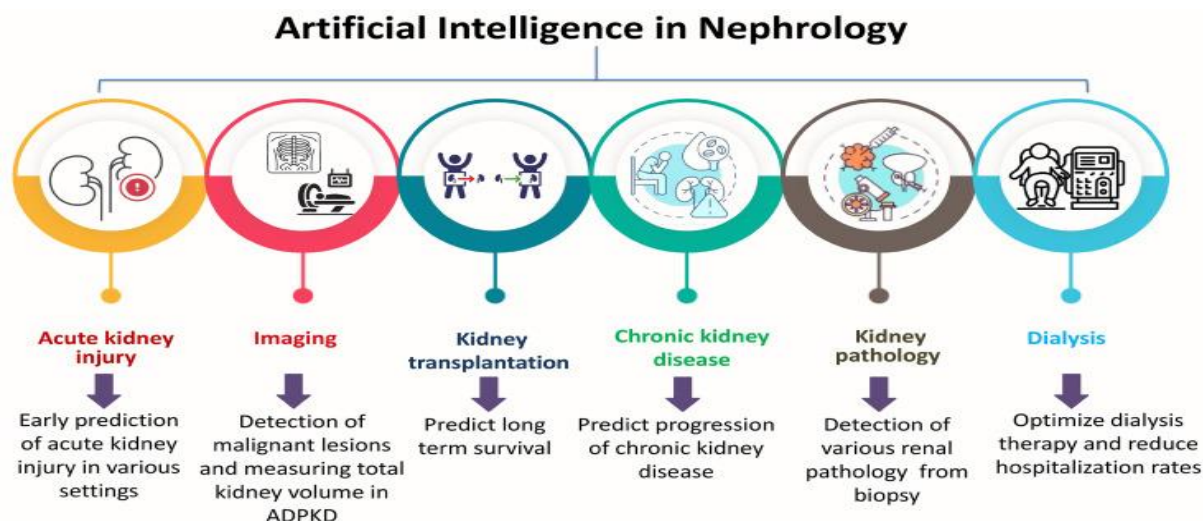 Artificial Intelligence in Nephrology
Acute kidney
injury
Early prediction
of acute kidney
injury in various
settings
Imaging
Detection of
malignant lesions
and measuring total
kidney volume in
ADPKD
Kidney
transplantation
Predict long
term survival
Chronic kidney
disease
Predict progression
of chronic kidney
disease
Kidney
pathology
Detection of
various renal
pathology from
biopsy
Dialysis
Optimize dialysis
therapy and reduce
hospitalization rates